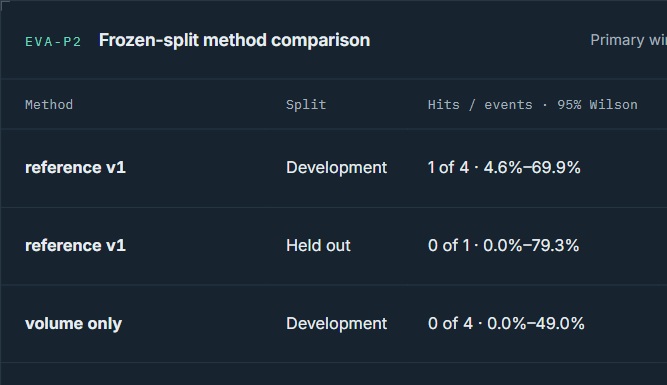 EVA-P2 Frozen-split method comparison Primary
Method Split Hits / events · 95% Wilson
reference v1 Development 1 of 4 · 4.6%–69.9%
reference v1 Held out 0 of 1 · 0.0%–79.3%
volume only Development 0 of 4 · 0.0%–49.0%